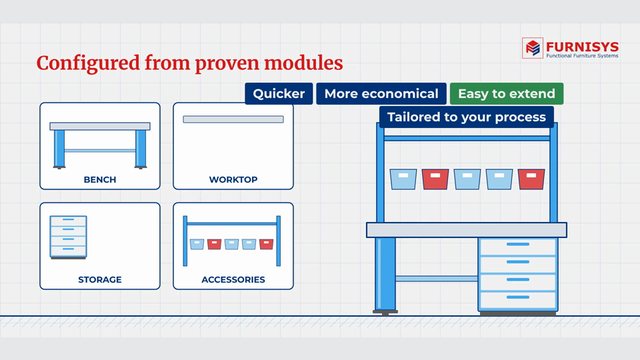 FURNISYS
Functional Furniture Systems
Configured from proven modules
Quicker
More economical
Easy to extend
Tailored to your process
BENCH
WORKTOP
STORAGE
ACCESSORIES